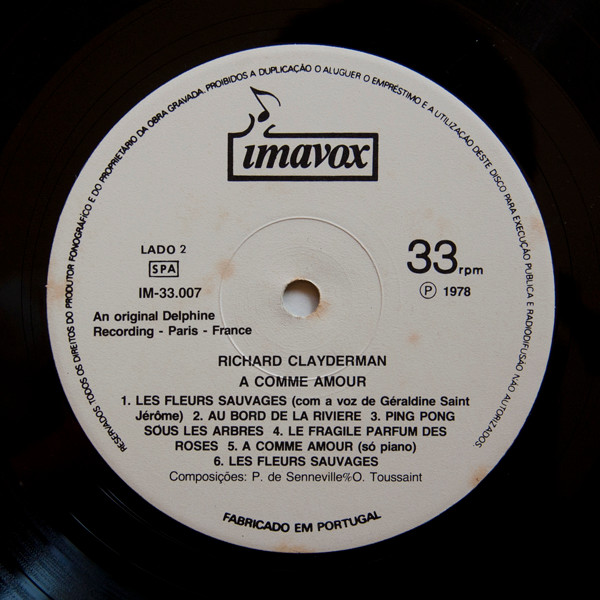 RESERVADOS TODOS OS DIREITOS DO PRODUTOR FONOGRÁFICO E DO PROPRIETÁRIO DA OBRA GRAVADA. PROIBIDOS A DUPLICAÇÃO O ALUGUER O EMPRÉSTIMO E A UTILIZAÇÃO DESTE DISCO PARA EXECUÇÃO PUBLICA E RADIODIFUSÃO NÃO AUTORIZADOS.
imavox
LADO 2
SPA
IM-33.007
33 rpm
Ⓟ 1978
An original Delphine
Recording - Paris - France
RICHARD CLAYDERMAN
A COMME AMOUR
1. LES FLEURS SAUVAGES (com a voz de Géraldine Saint
Jérôme) 2. AU BORD DE LA RIVIERE 3. PING PONG
SOUS LES ARBRES 4. LE FRAGILE PARFUM DES
ROSES 5. A COMME AMOUR (só piano)
6. LES FLEURS SAUVAGES
Composições: P. de Senneville%O. Toussaint
FABRICADO EM PORTUGAL